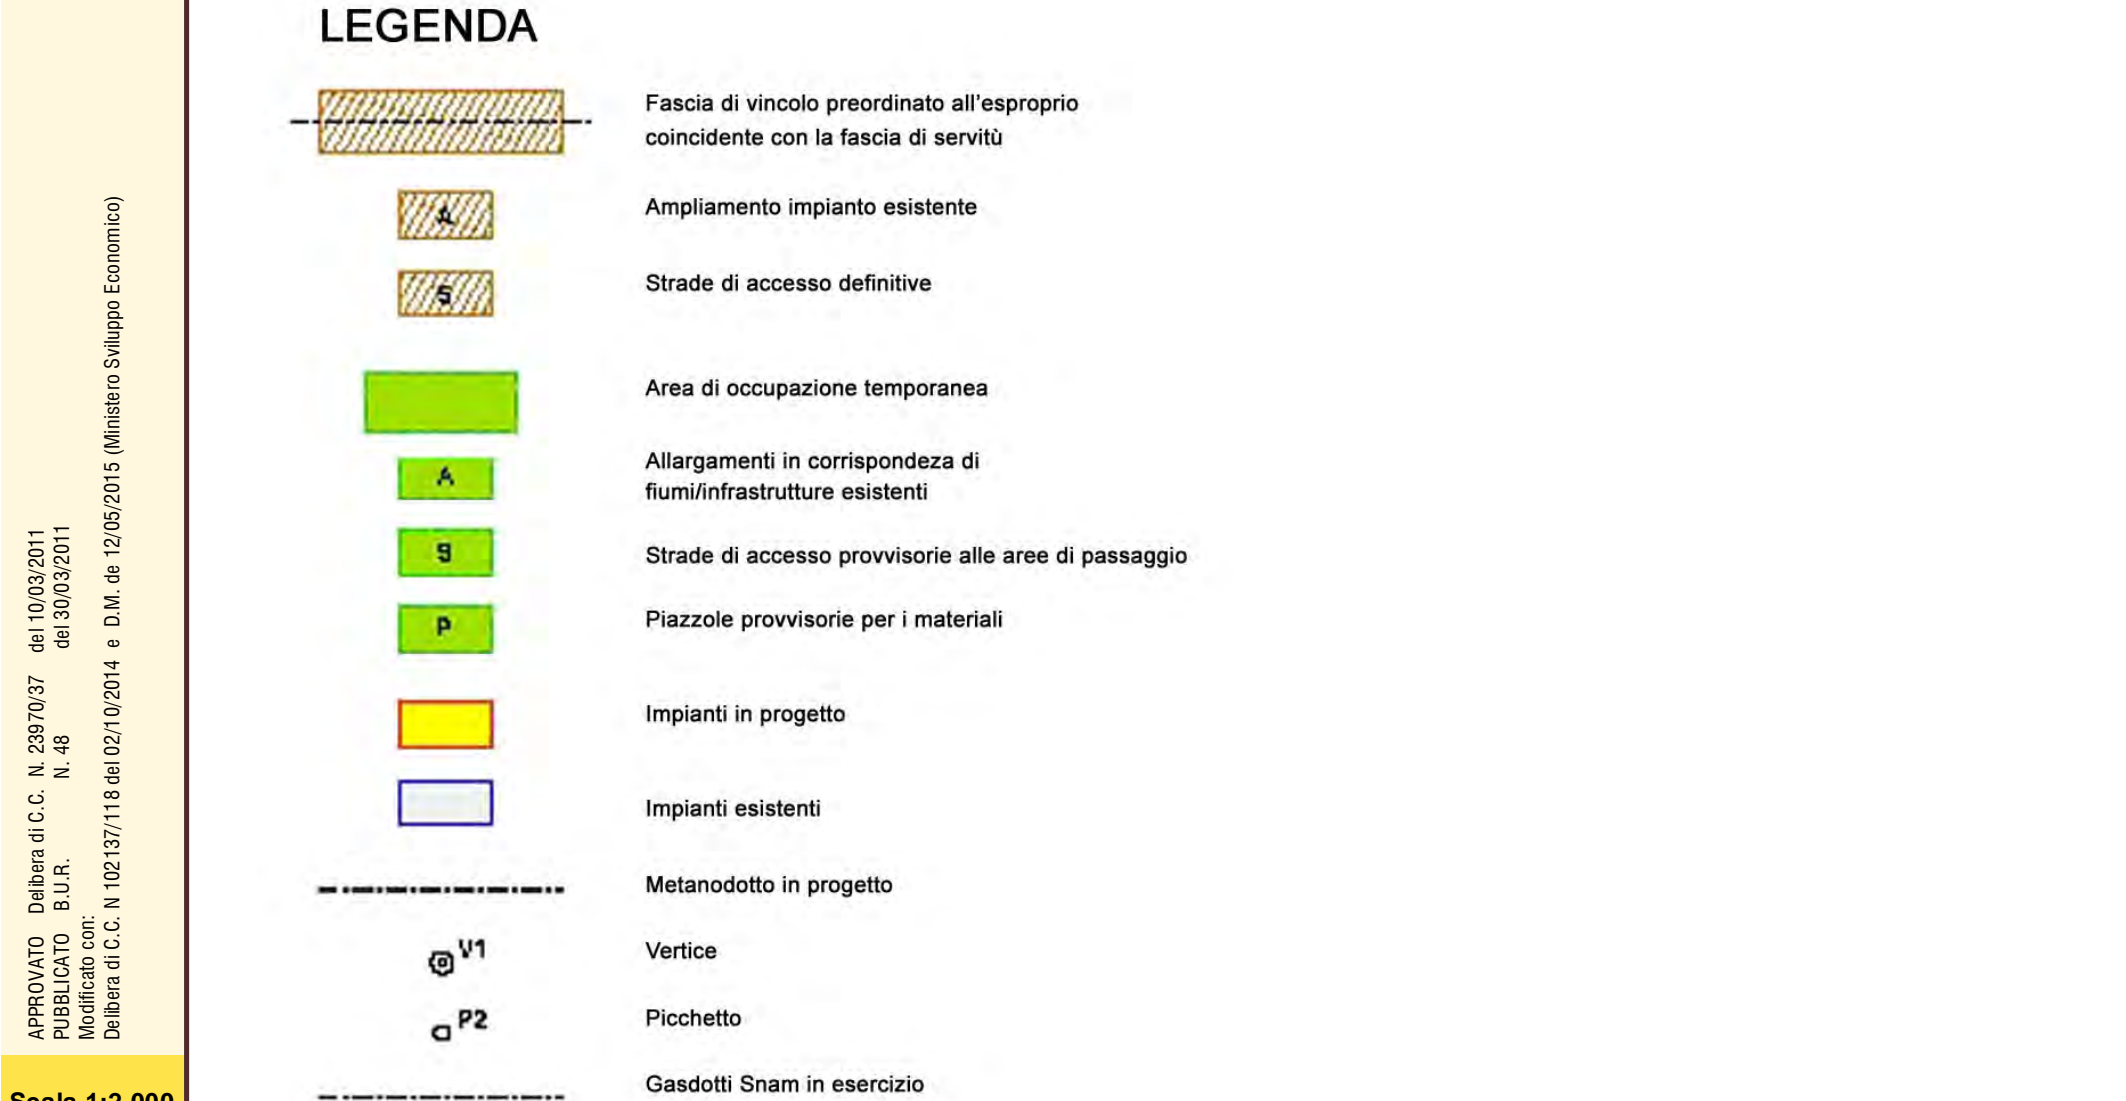 LEGENDA
Fascia di vincolo preordinato all'esproprio
coincidente con la fascia di servitù
A
Ampliamento impianto esistente
S
Strade di accesso definitive
Area di occupazione temporanea
A
Allargamenti in corrispondeza di
fiumi/infrastrutture esistenti
S
Strade di accesso provvisorie alle aree di passaggio
P
Piazzole provvisorie per i materiali
Impianti in progetto
Impianti esistenti
Metanodotto in progetto
V1
Vertice
P2
Picchetto
Gasdotti Snam in esercizio
APPROVATO Delibera di C.C. N. 23970/37 del 10/03/2011
PUBBLICATO B.U.R. N. 48 del 30/03/2011
Modificato con:
Delibera di C.C. N 102137/118 del 02/10/2014 e D.M. de 12/05/2015 (Ministero Sviluppo Economico)
Scala 1:2.000